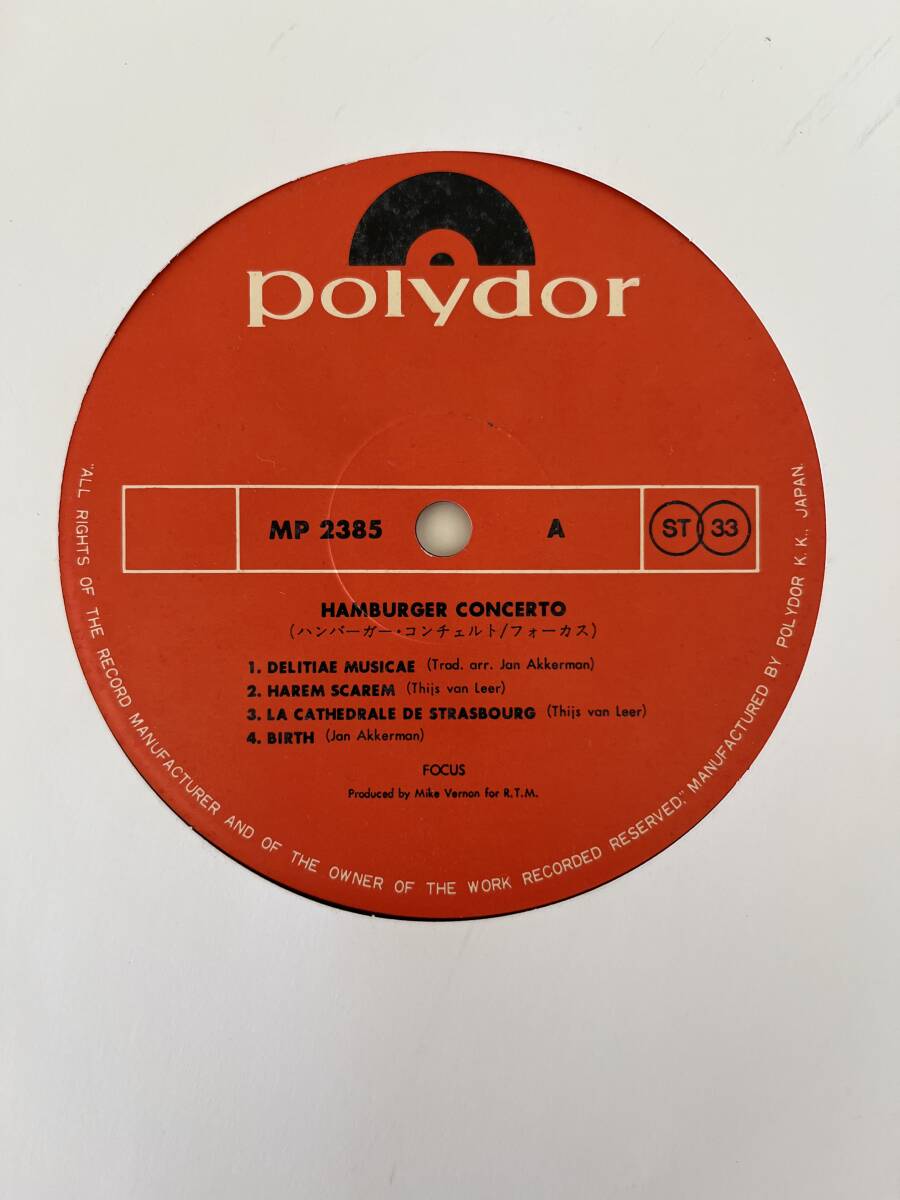 polydor
MP 2385 A ST 33
HAMBURGER CONCERTO
(ハンバーガー・コンチェルト/フォーカス)
1. DELITIAE MUSICAE (Trad. arr. Jan Akkerman)
2. HAREM SCAREM (Thijs van Leer)
3. LA CATHEDRALE DE STRASBOURG (Thijs van Leer)
4. BIRTH (Jan Akkerman)
FOCUS
Produced by Mike Vernon for R.T.M.
"ALL RIGHTS OF THE RECORD MANUFACTURER AND OF THE OWNER OF THE WORK RECORDED RESERVED," MANUFACTURED BY POLYDOR K. K., JAPAN.